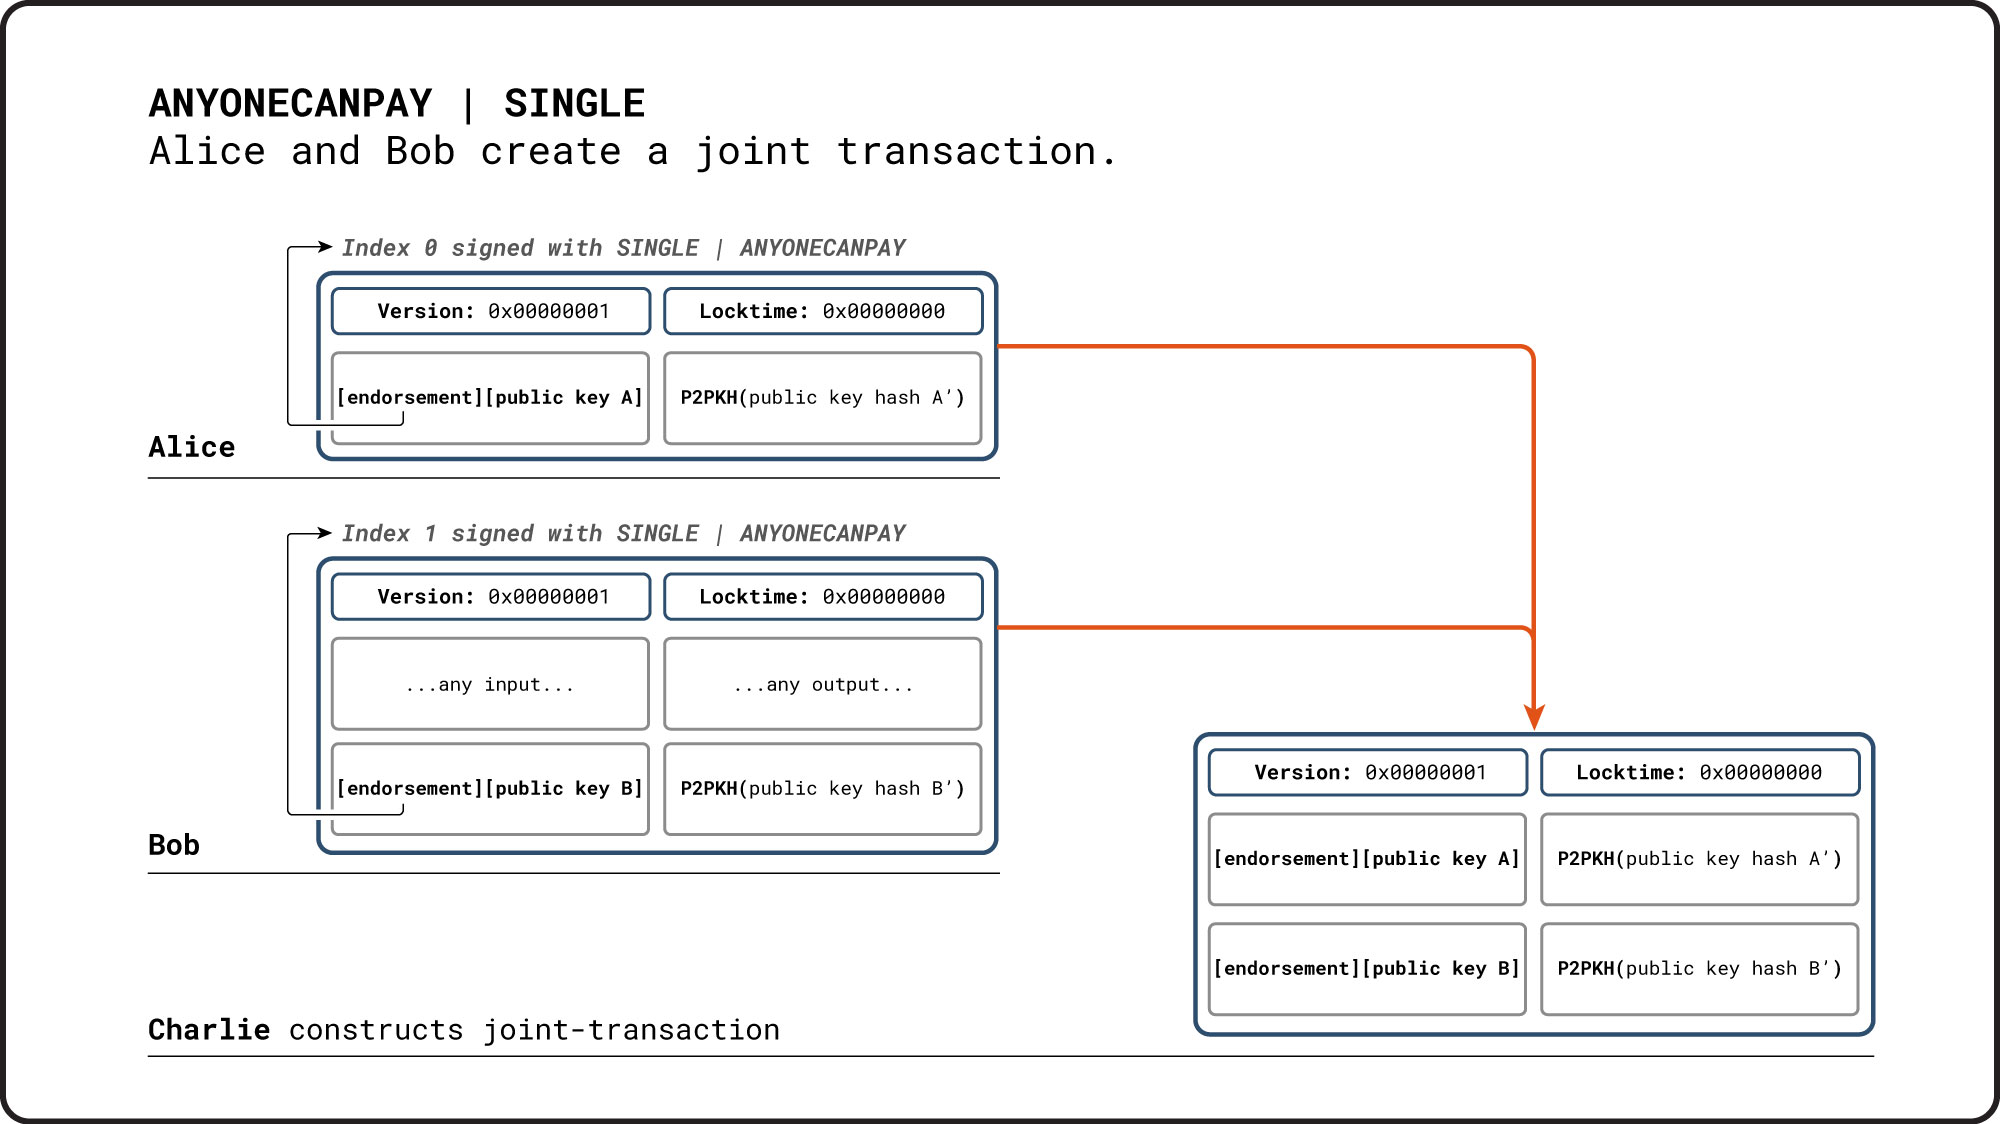 ANYONECANPAY | SINGLE
Alice and Bob create a joint transaction.
Index 0 signed with SINGLE | ANYONECANPAY
Version: 0x00000001
Locktime: 0x00000000
[endorsement][public key A]
P2PKH(public key hash A’)
Alice
Index 1 signed with SINGLE | ANYONECANPAY
Version: 0x00000001
Locktime: 0x00000000
...any input...
...any output...
[endorsement][public key B]
P2PKH(public key hash B’)
Bob
Version: 0x00000001
Locktime: 0x00000000
[endorsement][public key A]
P2PKH(public key hash A’)
[endorsement][public key B]
P2PKH(public key hash B’)
Charlie constructs joint-transaction